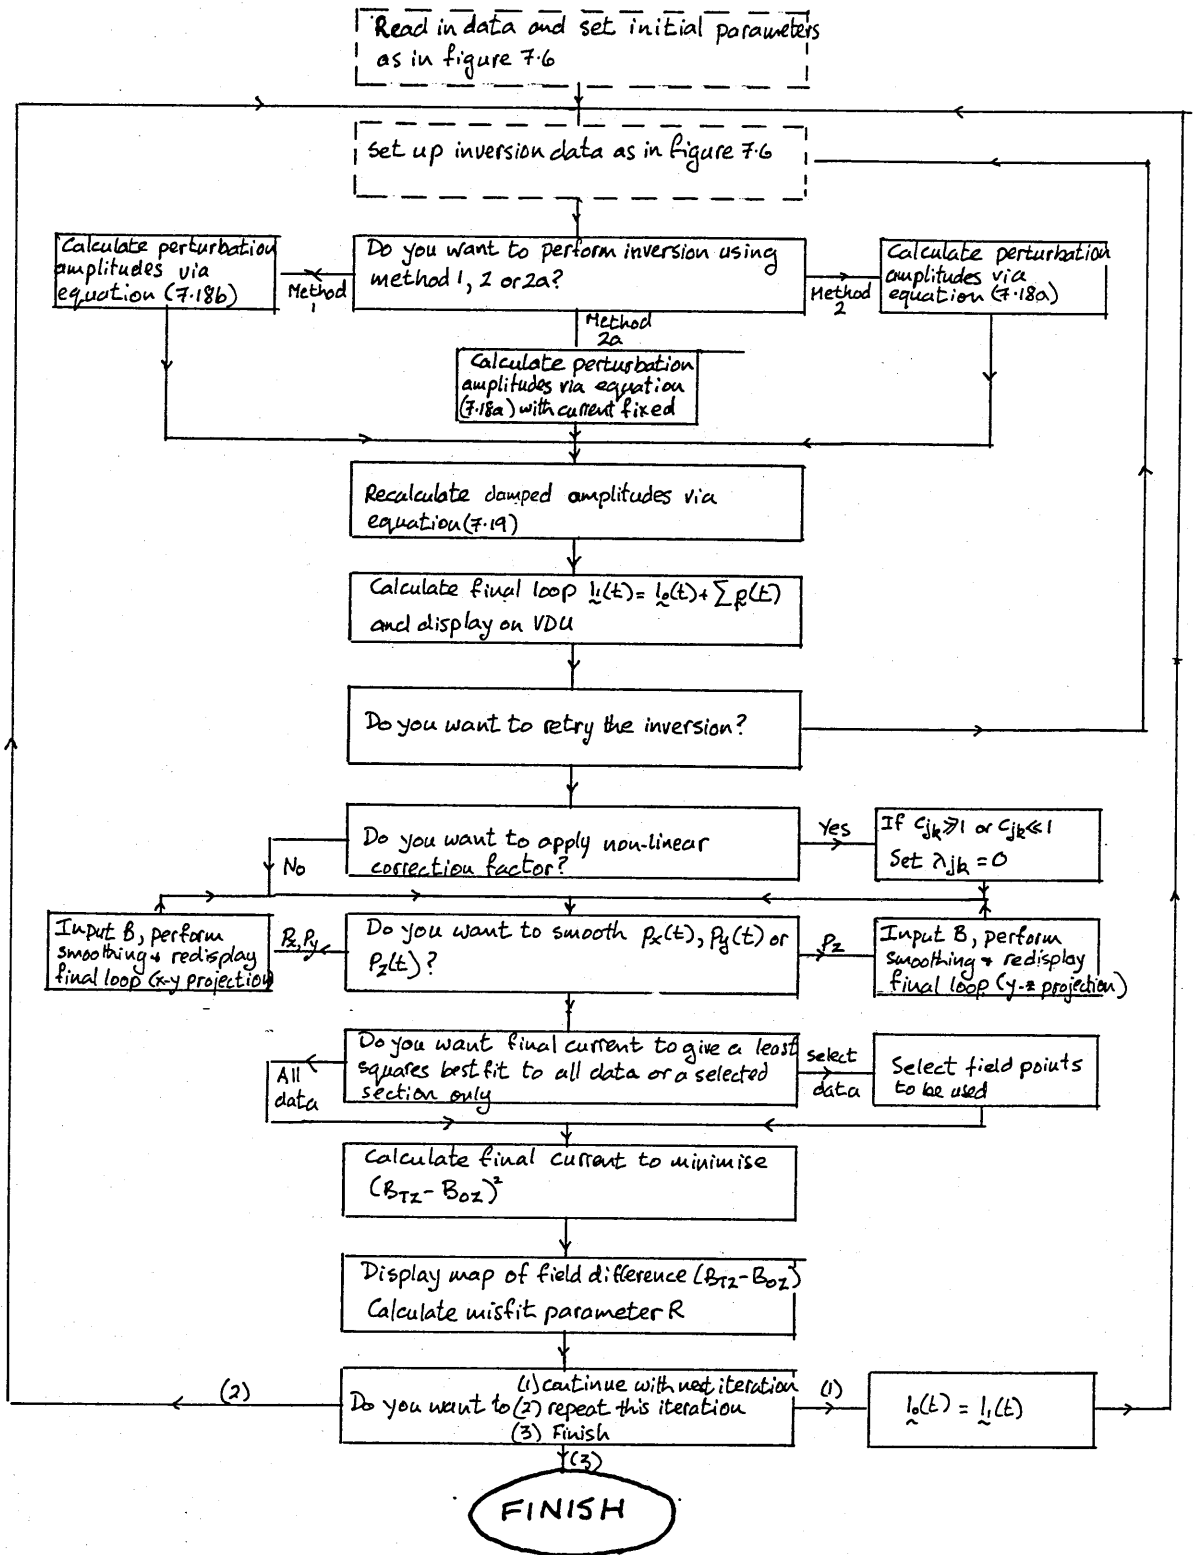 Read in data and set initial parameters
as in figure 7.6
Set up inversion data as in figure 7.6
Calculate perturbation
amplitudes via
equation (7.18b)
Method
1
Do you want to perform inversion using
method 1, 2 or 2a?
Method
2
Calculate perturbation
amplitudes via
equation (7.18a)
Method
2a
Calculate perturbation
amplitudes via equation
(7.18a) with current fixed
Recalculate damped amplitudes via
equation (7.19)
Calculate final loop l₁(t) = l₀(t) + ∑ p(t)
and display on VDU
Do you want to retry the inversion?
Do you want to apply non-linear
correction factor?
Yes
If Cjk ≫ 1 or Cjk ≪ 1
Set λjk = 0
No
Input B, perform
smoothing + redisplay
final loop (x-y projection)
Px, Py
Do you want to smooth Px(t), Py(t) or
Pz(t)?
Pz
Input B, perform
smoothing + redisplay
final loop (y-z projection)
All
data
Do you want final current to give a least
squares best fit to all data or a selected
section only
select
data
Select field points
to be used
Calculate final current to minimise
(BTZ - BOZ)²
Display map of field difference (BTZ - BOZ)
Calculate misfit parameter R
(2)
(1) continue with next iteration
Do you want to (2) repeat this iteration
(3) Finish
(1)
l₀(t) = l₁(t)
(3)
FINISH